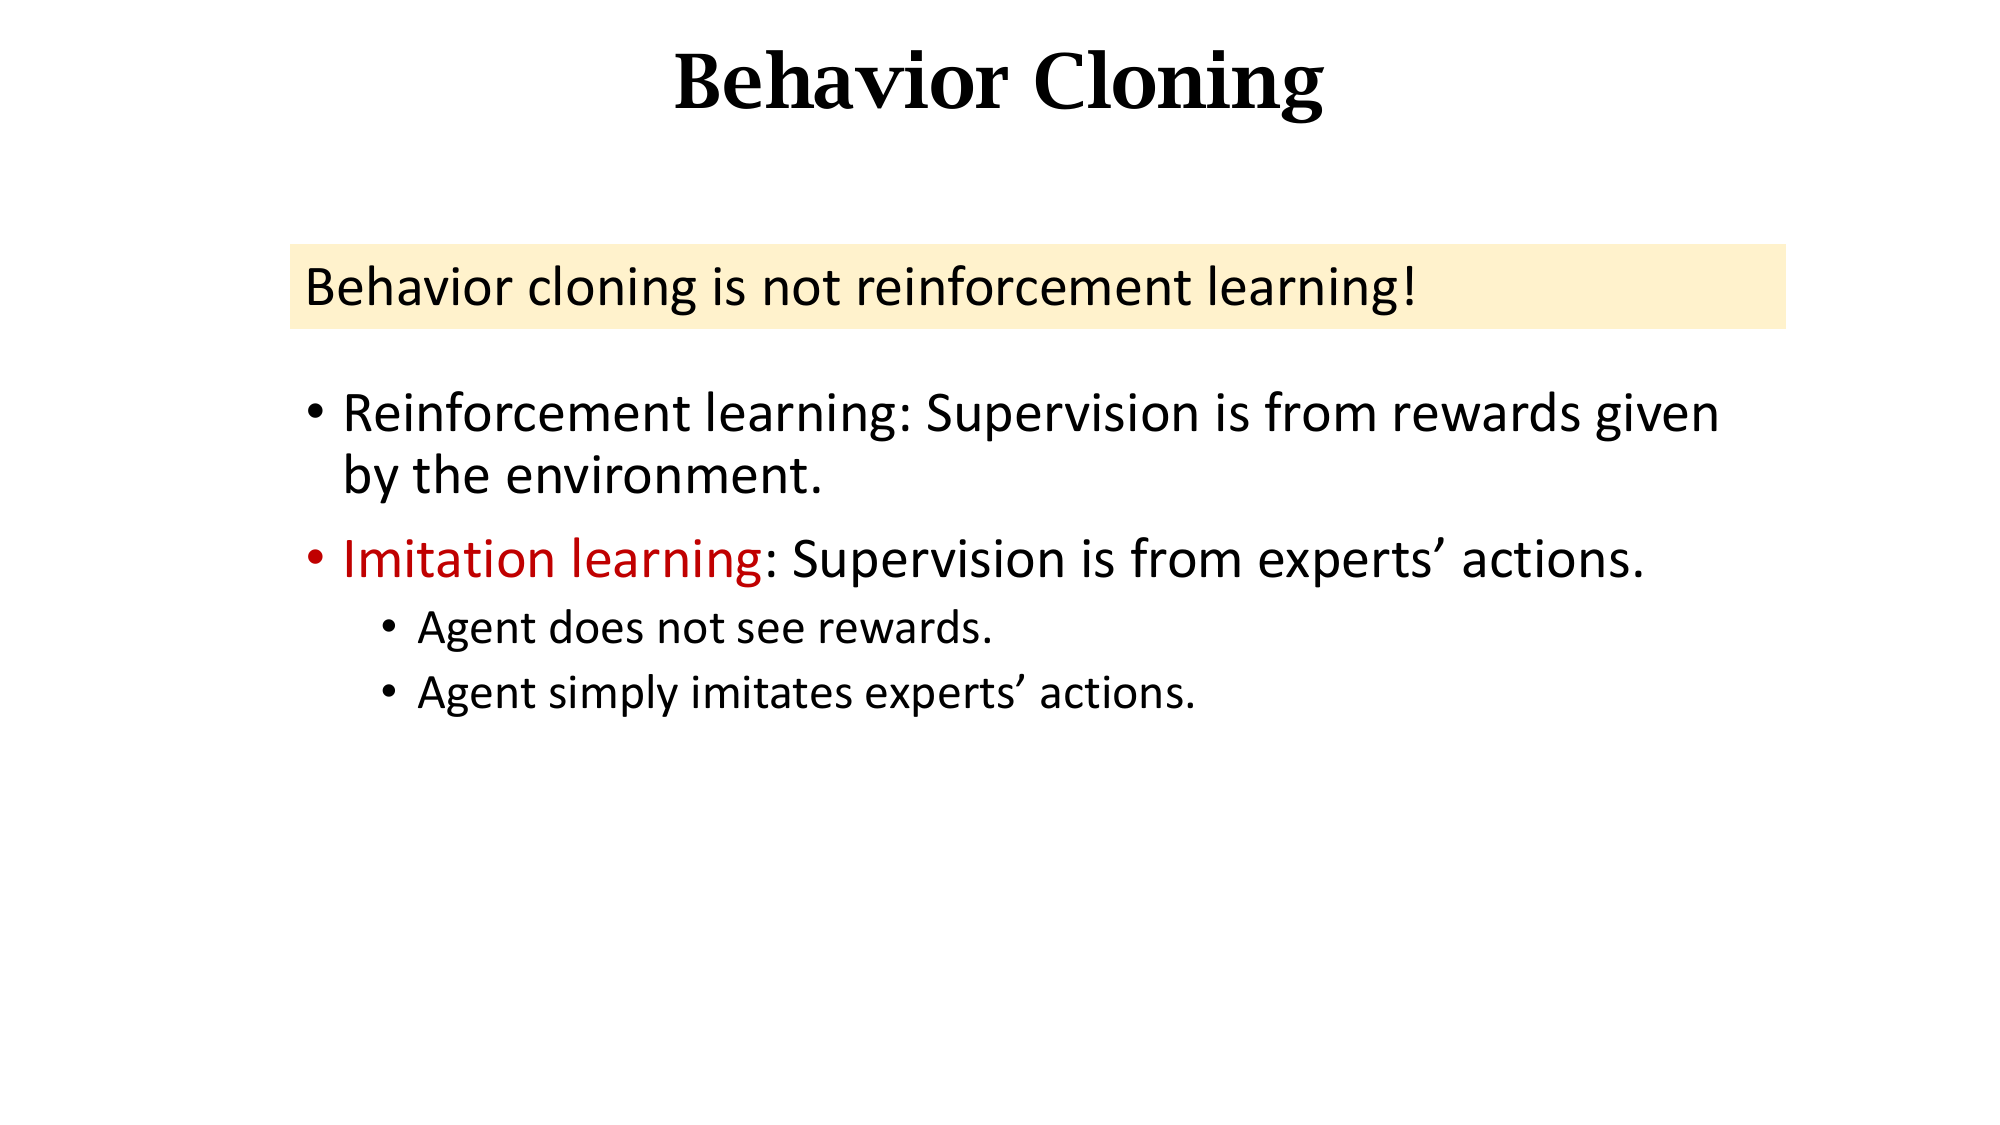 Behavior Cloning
Behavior cloning is not reinforcement learning!
• Reinforcement learning: Supervision is from rewards given
by the environment.
• Imitation learning: Supervision is from experts’ actions.
• Agent does not see rewards.
• Agent simply imitates experts’ actions.